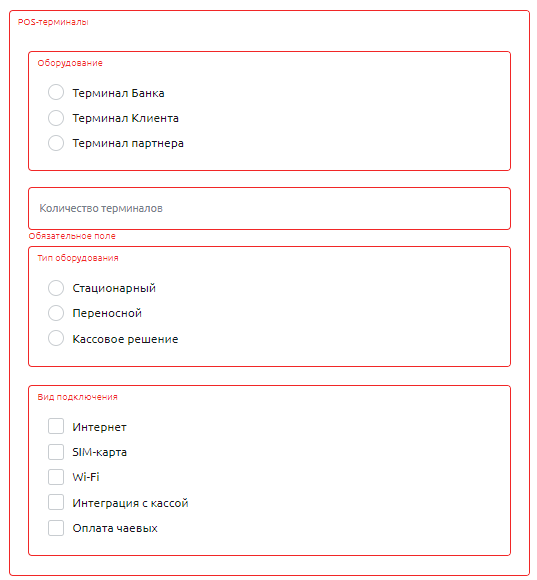 POS-терминалы
Оборудование
Терминал Банка
Терминал Клиента
Терминал партнера
Количество терминалов
Обязательное поле
Тип оборудования
Стационарный
Переносной
Кассовое решение
Вид подключения
Интернет
SIM-карта
Wi-Fi
Интеграция с кассой
Оплата чаевых